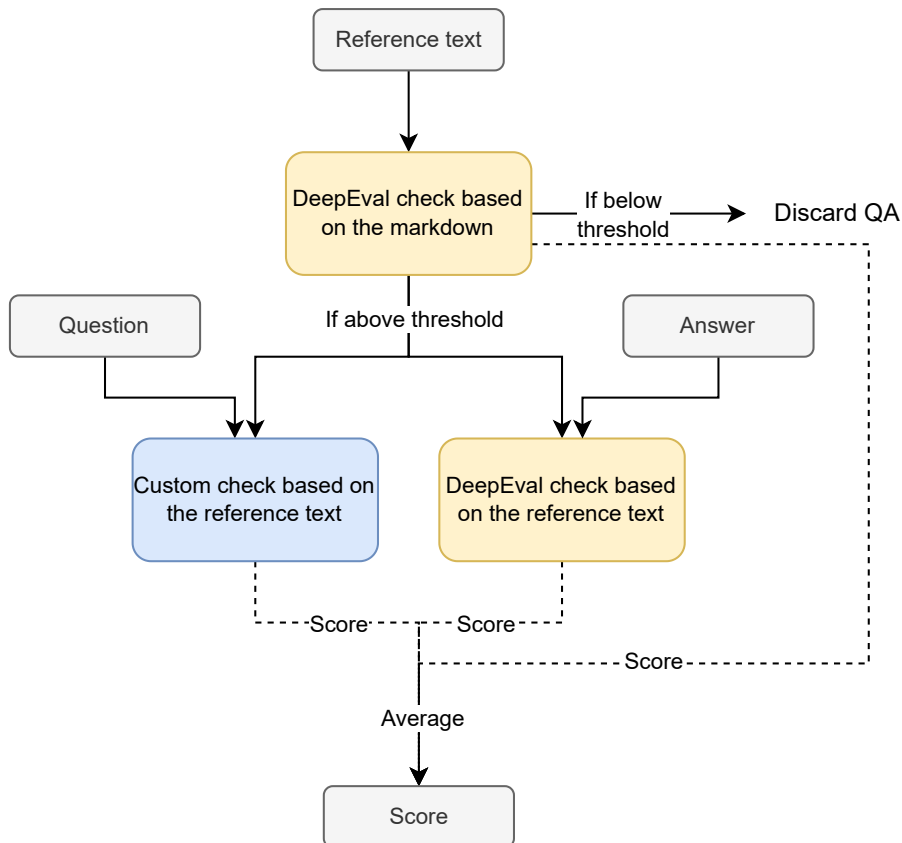 Reference text
DeepEval check based
on the markdown
If below
threshold
Discard QA
If above threshold
Question
Answer
Custom check based on
the reference text
DeepEval check based
on the reference text
Score
Score
Score
Average
Score